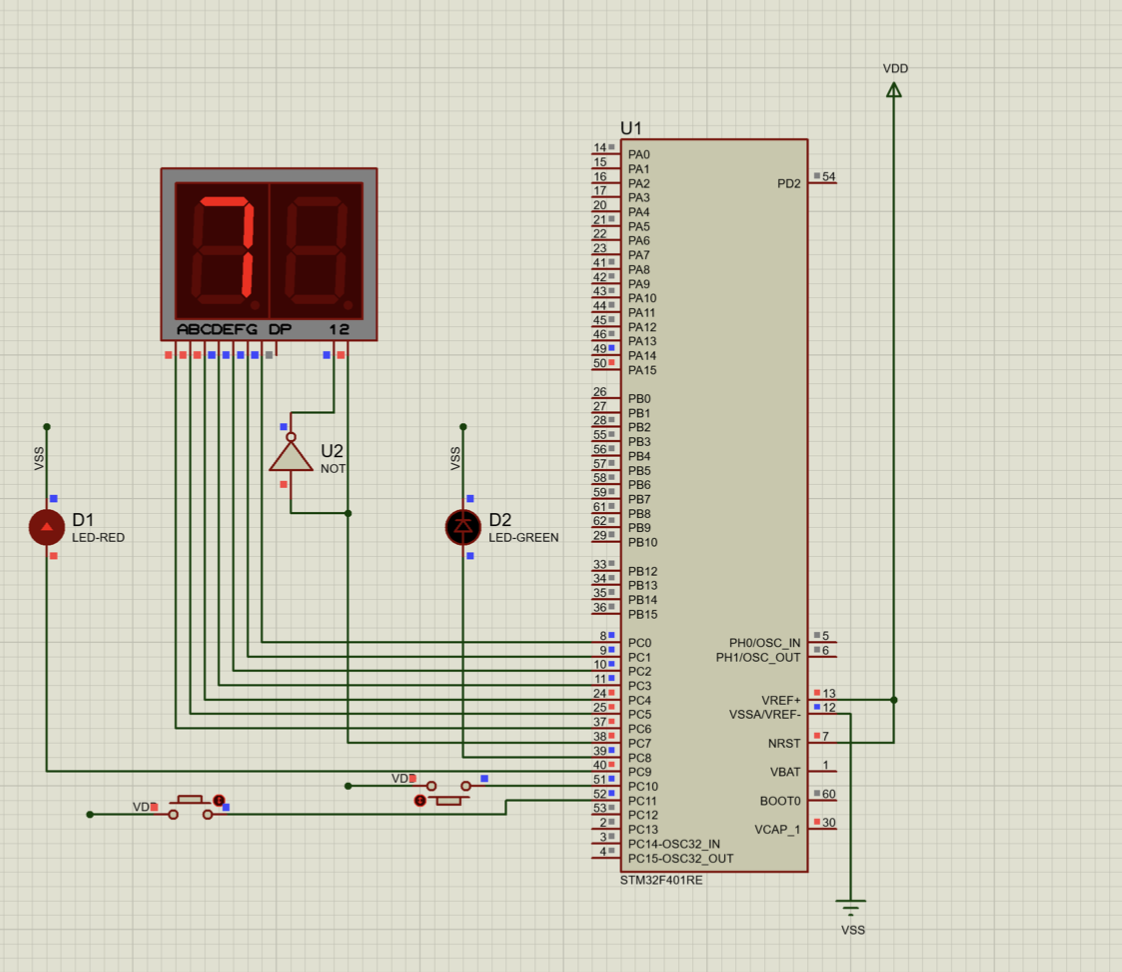 VDD
U1
14 PA0
15 PA1
16 PA2
17 PA3
20 PA4
21 PA5
22 PA6
23 PA7
41 PA8
42 PA9
43 PA10
44 PA11
45 PA12
46 PA13
49 PA14
50 PA15
PD2 54
26 PB0
27 PB1
28 PB2
55 PB3
56 PB4
57 PB5
58 PB6
59 PB7
61 PB8
62 PB9
29 PB10
33 PB12
34 PB13
35 PB14
36 PB15
8 PC0
9 PC1
10 PC2
11 PC3
24 PC4
25 PC5
37 PC6
38 PC7
39 PC8
40 PC9
51 PC10
52 PC11
53 PC12
2 PC13
3 PC14-OSC32_IN
4 PC15-OSC32_OUT
PH0/OSC_IN 5
PH1/OSC_OUT 6
VREF+ 13
VSSA/VREF- 12
NRST 7
VBAT 1
BOOT0 60
VCAP_1 30
STM32F401RE
VSS
7
ABCDEFG DP 12
U2
NOT
VSS
D1
LED-RED
VSS
D2
LED-GREEN
VDD
VDD